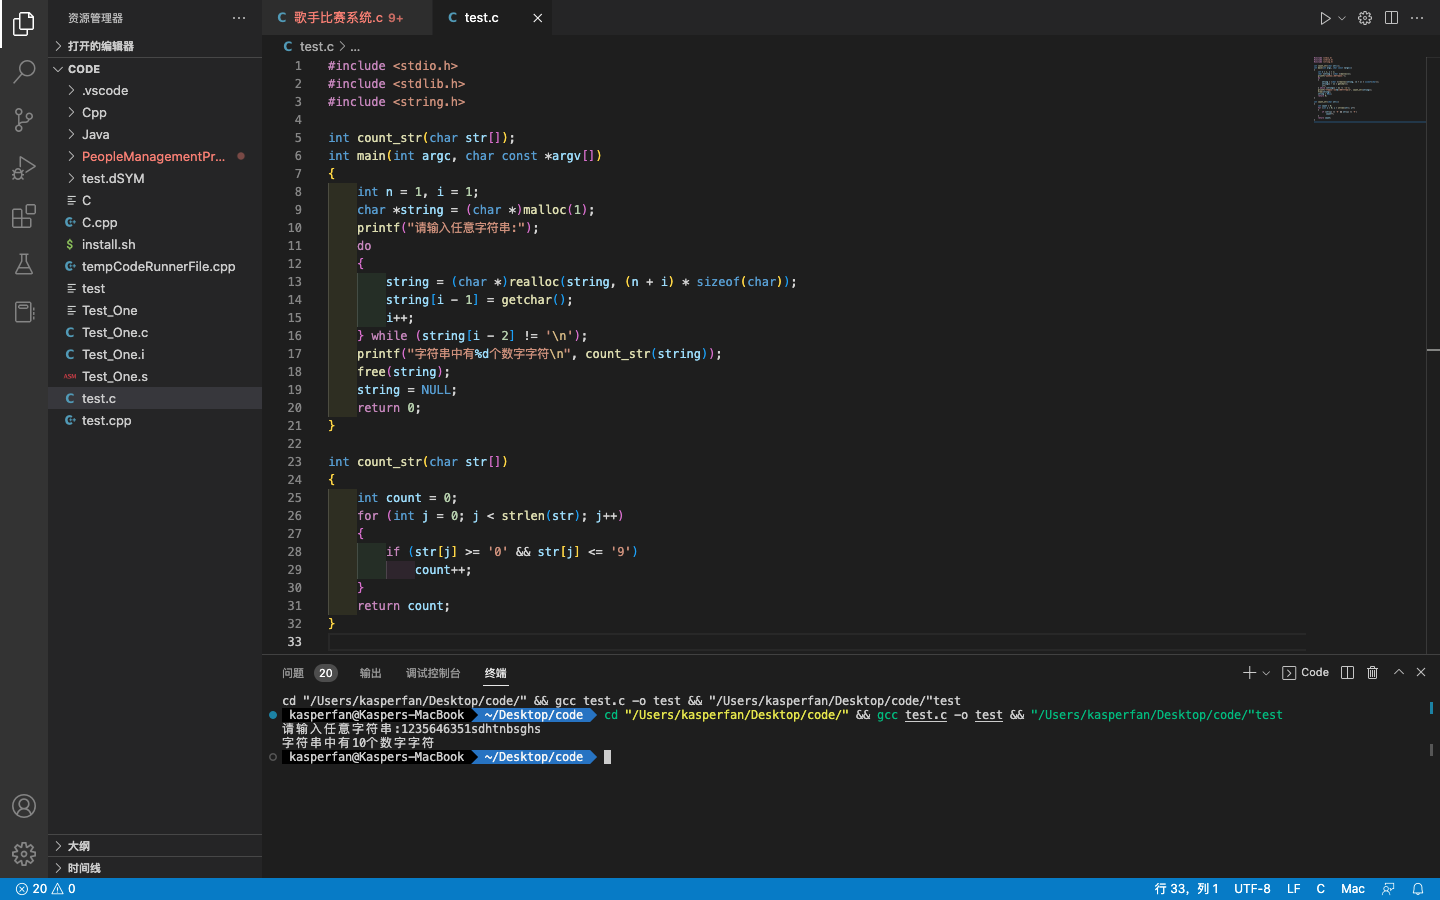 资源管理器
打开的编辑器
CODE
.vscode
Cpp
Java
PeopleManagementPr...
test.dSYM
C
C.cpp
install.sh
tempCodeRunnerFile.cpp
test
Test_One
Test_One.c
Test_One.i
Test_One.s
test.c
test.cpp
大纲
时间线
歌手比赛系统.c 9+
test.c
test.c > ...
1 #include <stdio.h>
2 #include <stdlib.h>
3 #include <string.h>
4
5 int count_str(char str[]);
6 int main(int argc, char const *argv[])
7 {
8 int n = 1, i = 1;
9 char *string = (char *)malloc(1);
10 printf("请输入任意字符串:");
11 do
12 {
13 string = (char *)realloc(string, (n + i) * sizeof(char));
14 string[i - 1] = getchar();
15 i++;
16 } while (string[i - 2] != '\n');
17 printf("字符串中有%d个数字字符\n", count_str(string));
18 free(string);
19 string = NULL;
20 return 0;
21 }
22
23 int count_str(char str[])
24 {
25 int count = 0;
26 for (int j = 0; j < strlen(str); j++)
27 {
28 if (str[j] >= '0' && str[j] <= '9')
29 count++;
30 }
31 return count;
32 }
33
问题 20 输出 调试控制台 终端 Code
cd "/Users/kasperfan/Desktop/code/" && gcc test.c -o test && "/Users/kasperfan/Desktop/code/"test
kasperfan@Kaspers-MacBook ~/Desktop/code cd "/Users/kasperfan/Desktop/code/" && gcc test.c -o test && "/Users/kasperfan/Desktop/code/"test
请输入任意字符串:1235646351sdhtnbsghs
字符串中有10个数字字符
kasperfan@Kaspers-MacBook ~/Desktop/code
20 0 行 33，列 1 UTF-8 LF C Mac